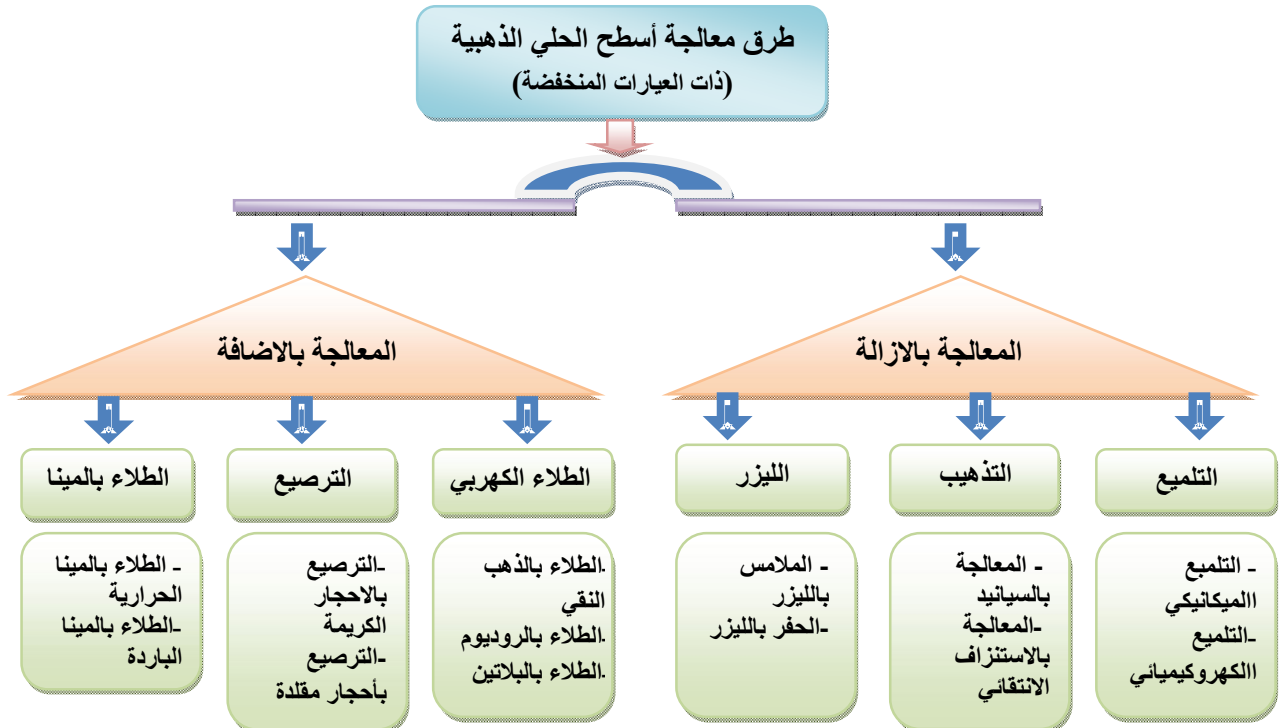 طرق معالجة أسطح الحلي الذهبية
(ذات العيارات المنخفضة)
المعالجة بالازالة
المعالجة بالاضافة
التلميع
التذهيب
الليزر
الطلاء الكهربي
الترصيع
الطلاء بالمينا
- التلمبع
االميكانيكي
-التلميع
االكهروكيميائي
- المعالجة
بالسيانيد
-المعالجة
بالاستنزاف
الانتقائي
- الملامس
بالليزر
-الحفر بالليزر
-الطلاء بالذهب
النقي
-الطلاء بالروديوم
-الطلاء بالبلاتين
-الترصيع
بالاحجار
الكريمة
-الترصيع
بأحجار مقلدة
- الطلاء بالمينا
الحرارية
-الطلاء بالمينا
الباردة